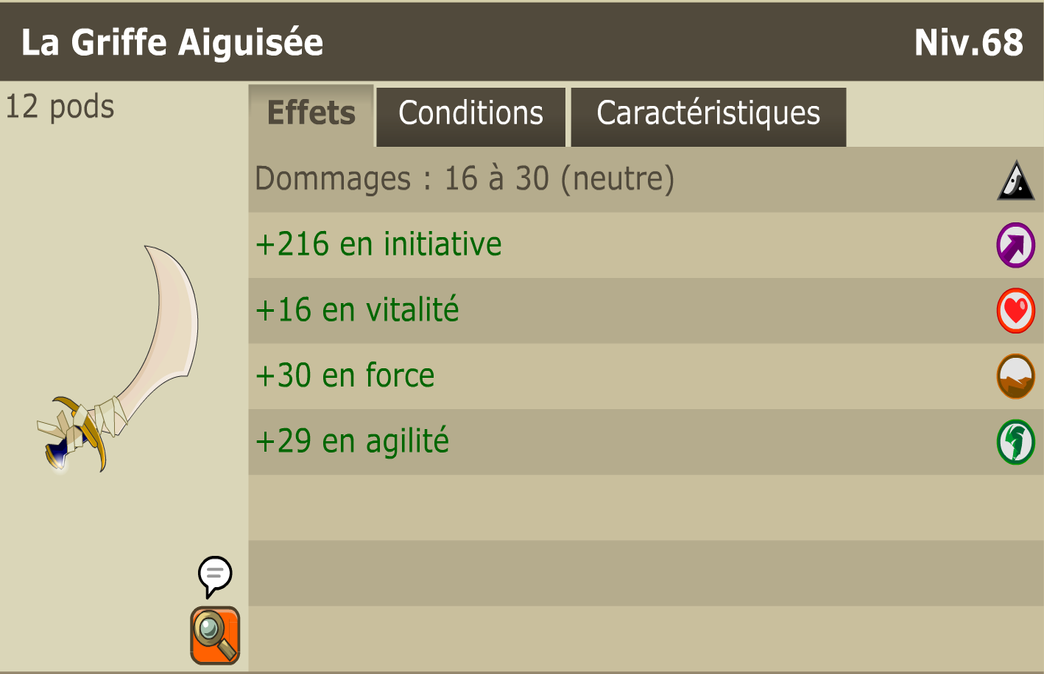 La Griffe Aiguisée
Niv.68
12 pods
Effets
Conditions
Caractéristiques
Dommages : 16 à 30 (neutre)
+216 en initiative
+16 en vitalité
+30 en force
+29 en agilité